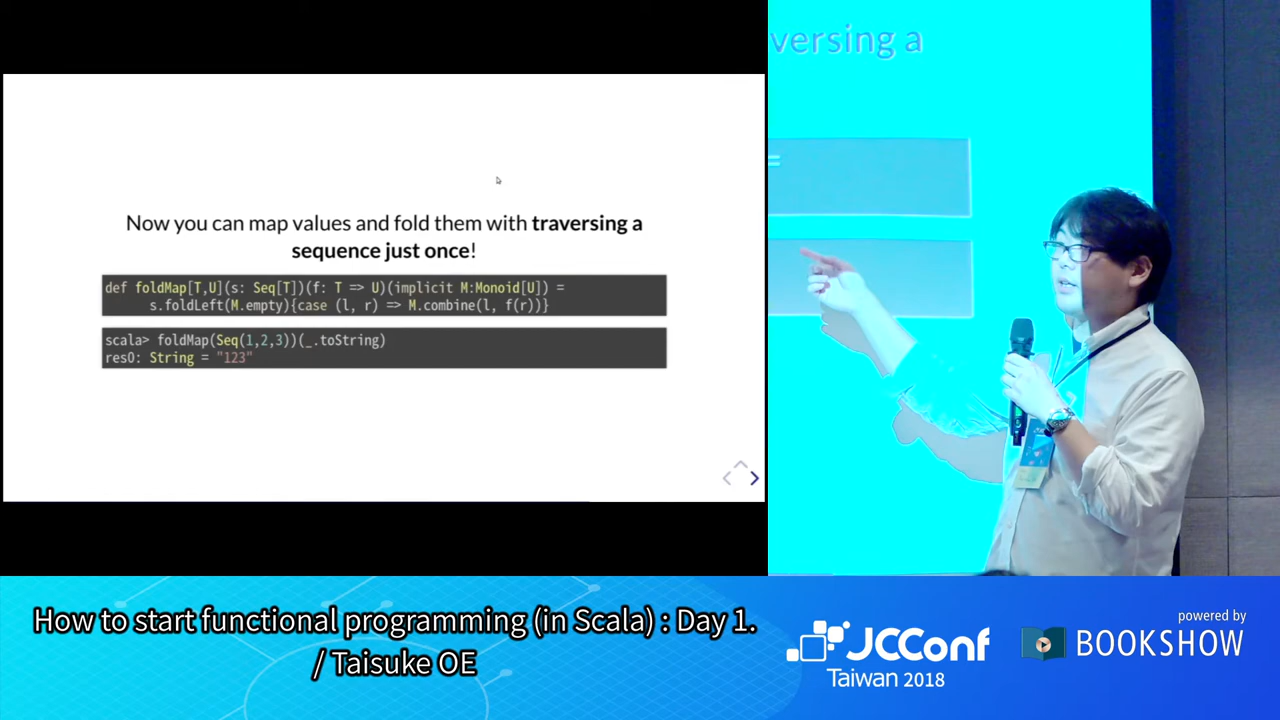 Now you can map values and fold them with traversing a
sequence just once!
def foldMap[T,U](s: Seq[T])(f: T => U)(implicit M:Monoid[U]) =
s.foldLeft(M.empty){case (l, r) => M.combine(l, f(r))}
scala> foldMap(Seq(1,2,3))(_.toString)
res0: String = "123"
versing a
=
How to start functional programming (in Scala) : Day 1.
/ Taisuke OE
JCConf
Taiwan 2018
powered by
BOOKSHOW